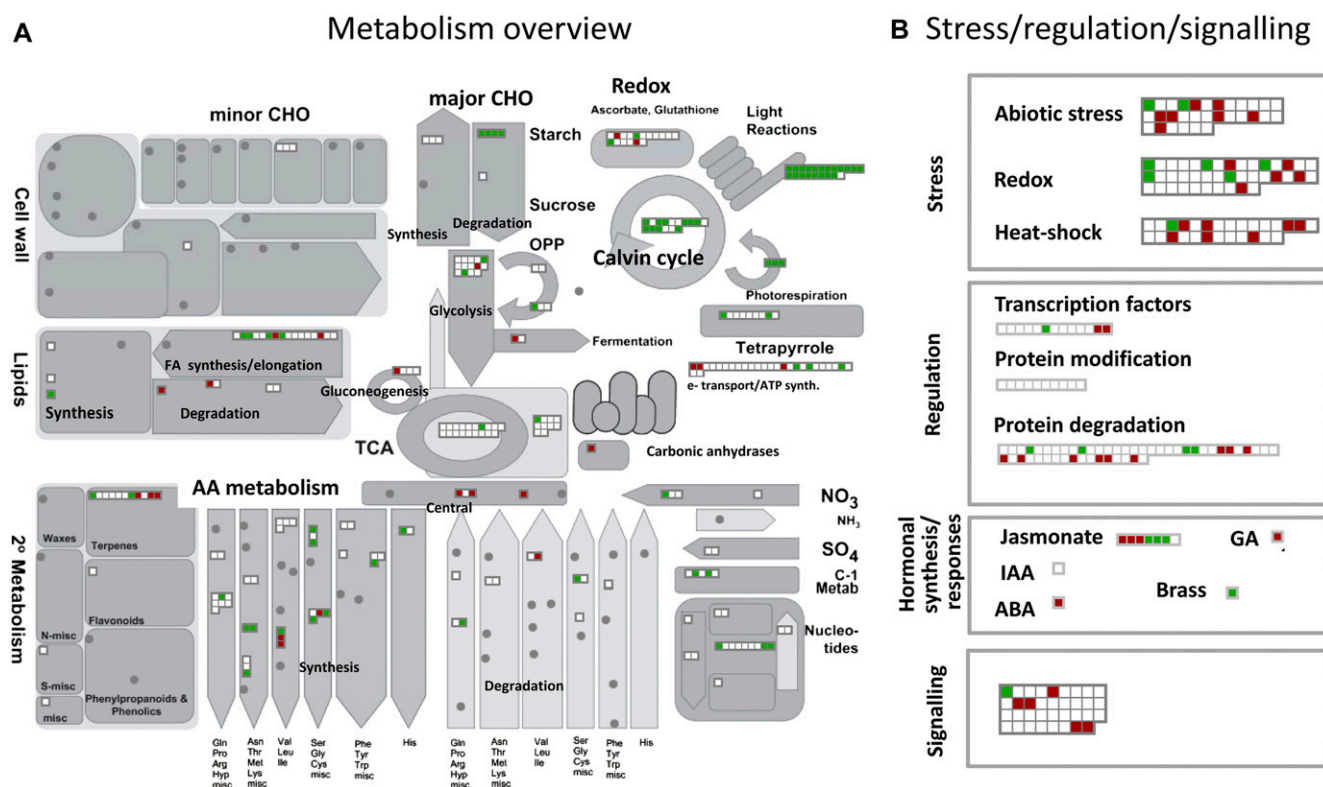 A
Metabolism overview
minor CHO
major CHO
Redox
Ascorbate, Glutathione
Light
Reactions
Starch
Sucrose
Synthesis
Degradation
OPP
Calvin cycle
Cell wall
Glycolysis
Photorespiration
Fermentation
Tetrapyrrole
e- transport/ATP synth.
Lipids
FA synthesis/elongation
Synthesis
Degradation
Gluconeogenesis
TCA
Carbonic anhydrases
AA metabolism
Central
2º Metabolism
Waxes
Terpenes
N-misc
Flavonoids
S-misc
misc
Phenylpropanoids &
Phenolics
Synthesis
Degradation
NO3
NH3
SO4
C-1
Metab
Nucleo-
tides
Gln
Pro
Arg
Hyp
misc
Asn
Thr
Met
Lys
misc
Val
Leu
Ile
Ser
Gly
Cys
misc
Phe
Tyr
Trp
misc
His
Gln
Pro
Arg
Hyp
misc
Asn
Thr
Met
Lys
misc
Val
Leu
Ile
Ser
Gly
Cys
misc
Phe
Tyr
Trp
misc
His
B
Stress/regulation/signalling
Stress
Abiotic stress
Redox
Heat-shock
Regulation
Transcription factors
Protein modification
Protein degradation
Hormonal
synthesis/
responses
Jasmonate
GA
IAA
Brass
ABA
Signalling